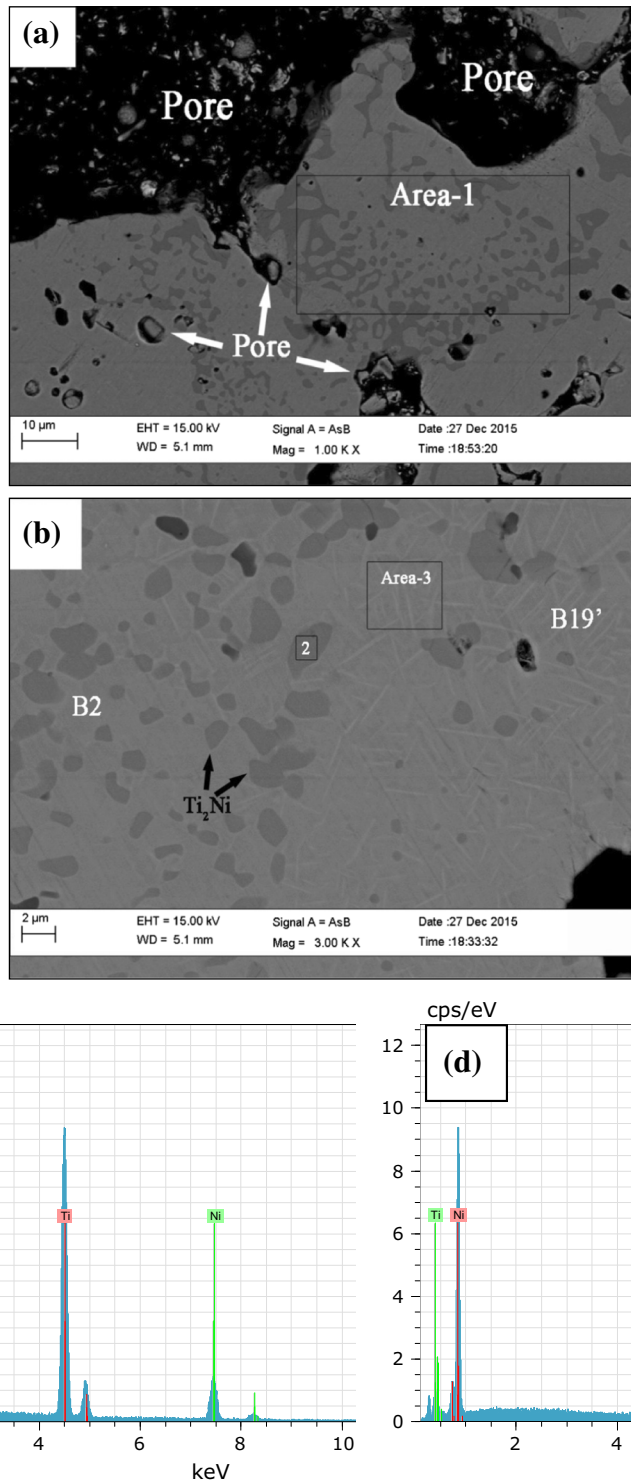 (a)
Pore
Pore
Area-1
Pore
10 µm
EHT = 15.00 kV
Signal A = AsB
Date :27 Dec 2015
WD = 5.1 mm
Mag = 1.00 K X
Time :18:53:20
(b)
Area-3
B19’
2
B2
Ti2Ni
2 µm
EHT = 15.00 kV
Signal A = AsB
Date :27 Dec 2015
WD = 5.1 mm
Mag = 3.00 K X
Time :18:33:32
cps/eV
(d)
12
10
8
6
4
2
0
Ti
Ni
Ti
Ni
4
6
8
10
keV
2
4